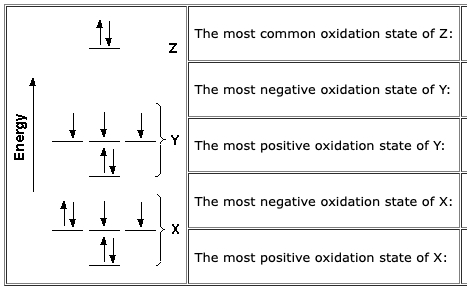 Z
The most common oxidation state of Z:
The most negative oxidation state of Y:
Energy
Y
The most positive oxidation state of Y:
The most negative oxidation state of X:
X
The most positive oxidation state of X: